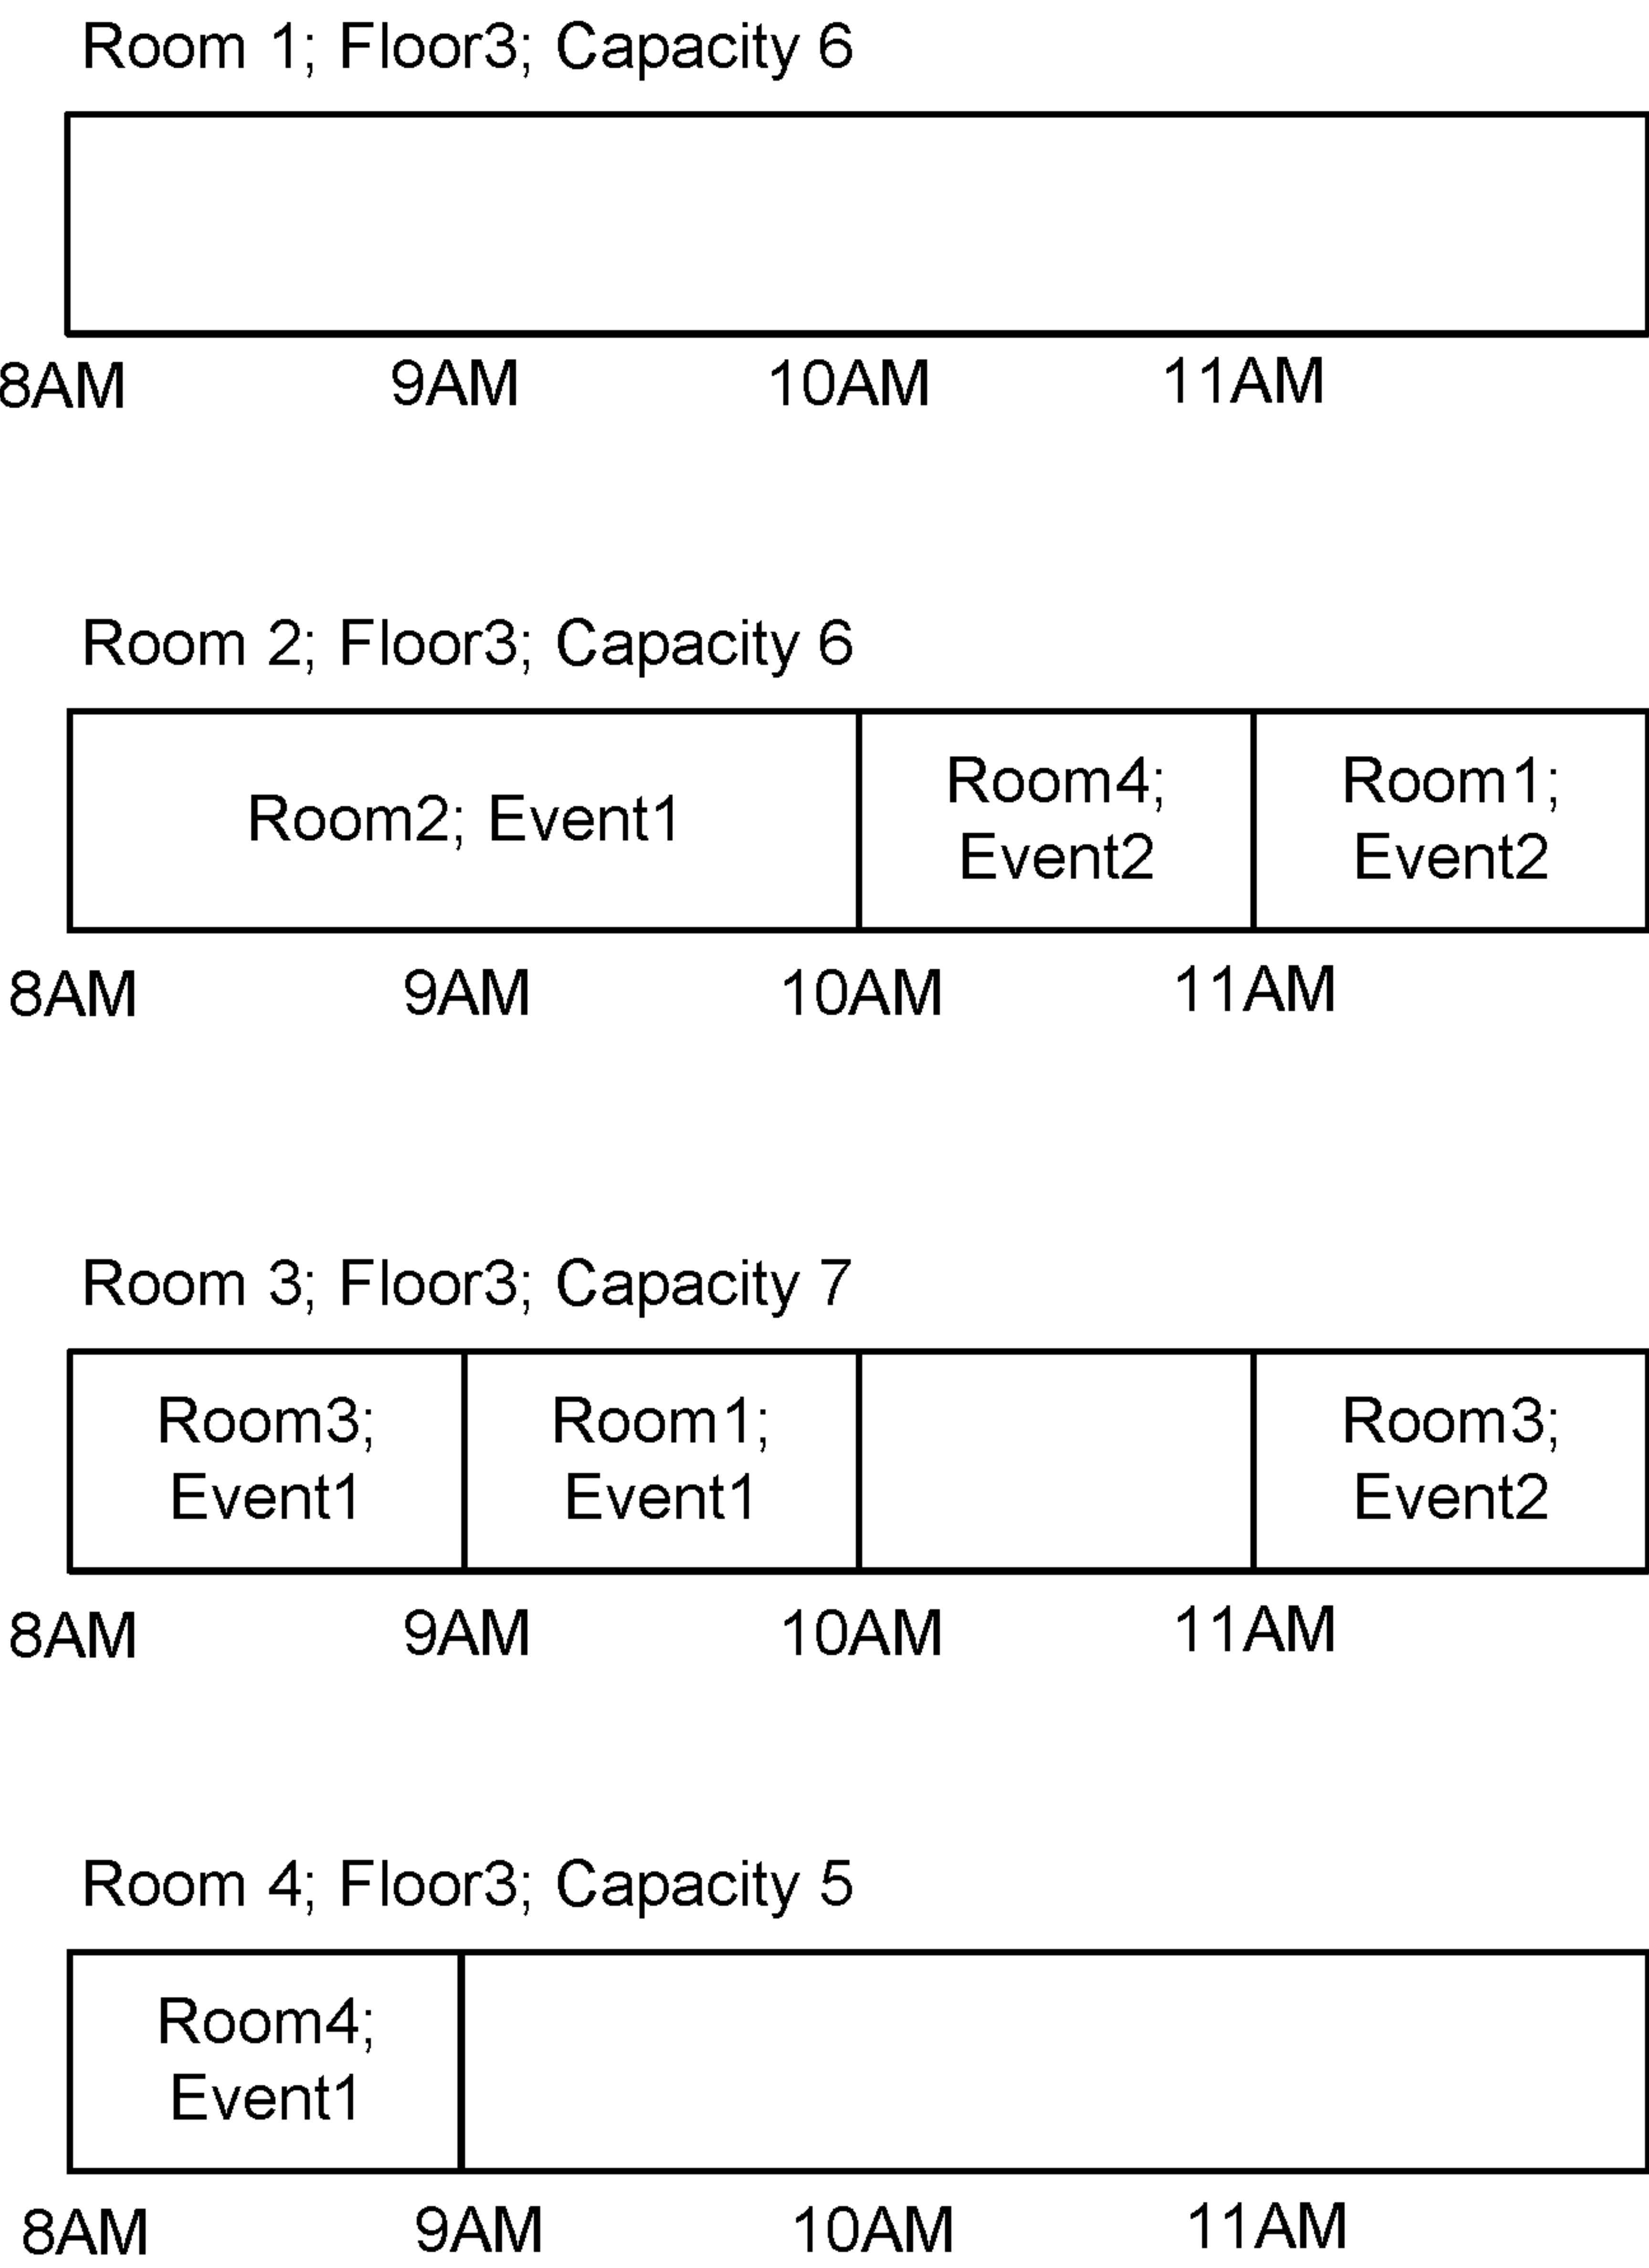 Room 1; Floor3; Capacity 6
8AM 9AM 10AM 11AM
Room 2; Floor3; Capacity 6
Room2; Event1
Room4;
Event2
Room1;
Event2
8AM 9AM 10AM 11AM
Room 3; Floor3; Capacity 7
Room3;
Event1
Room1;
Event1
Room3;
Event2
8AM 9AM 10AM 11AM
Room 4; Floor3; Capacity 5
Room4;
Event1
8AM 9AM 10AM 11AM